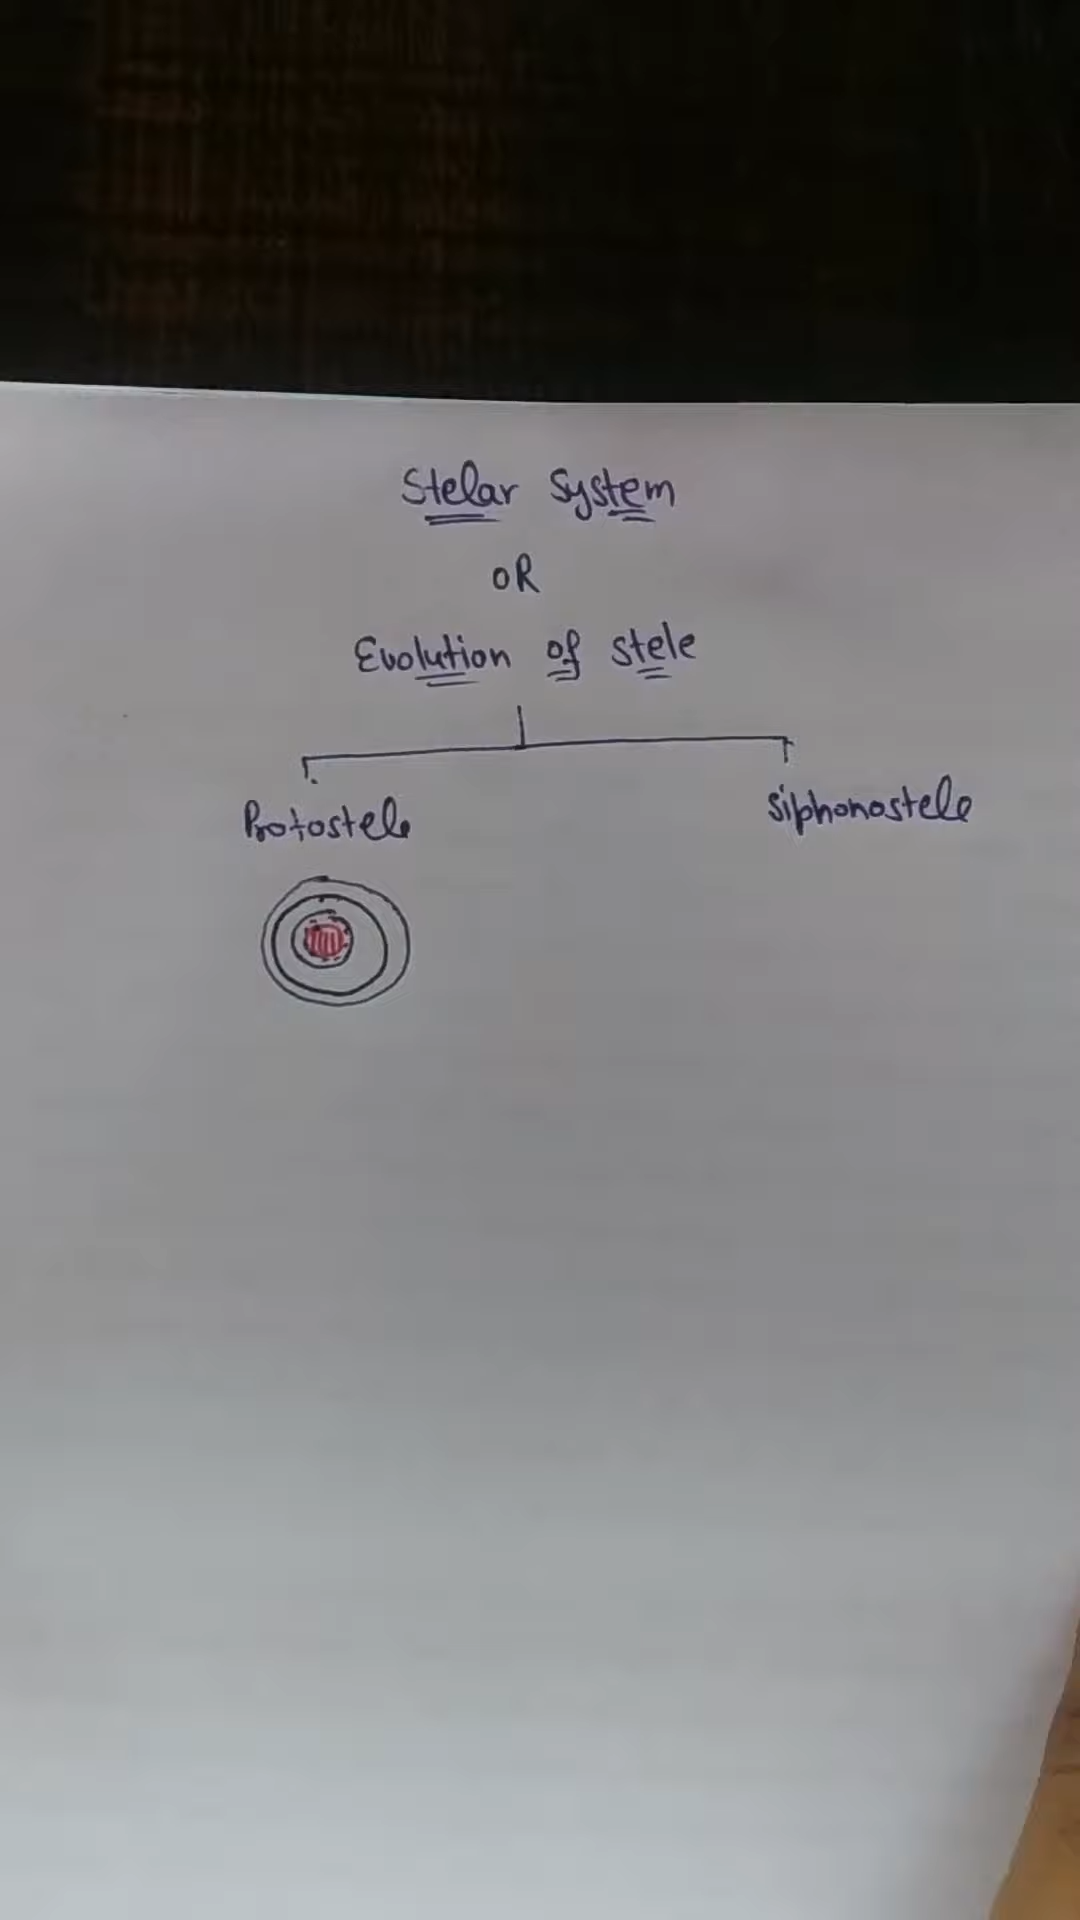 Stelar System
OR
Evolution of stele
Protostele
Siphonostele